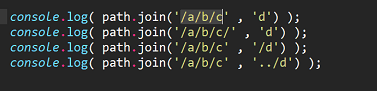 console.log( path.join('/a/b/c' , 'd') );
console.log( path.join('/a/b/c/' , 'd') );
console.log( path.join('/a/b/c' , '/d') );
console.log( path.join('/a/b/c' , '../d') );